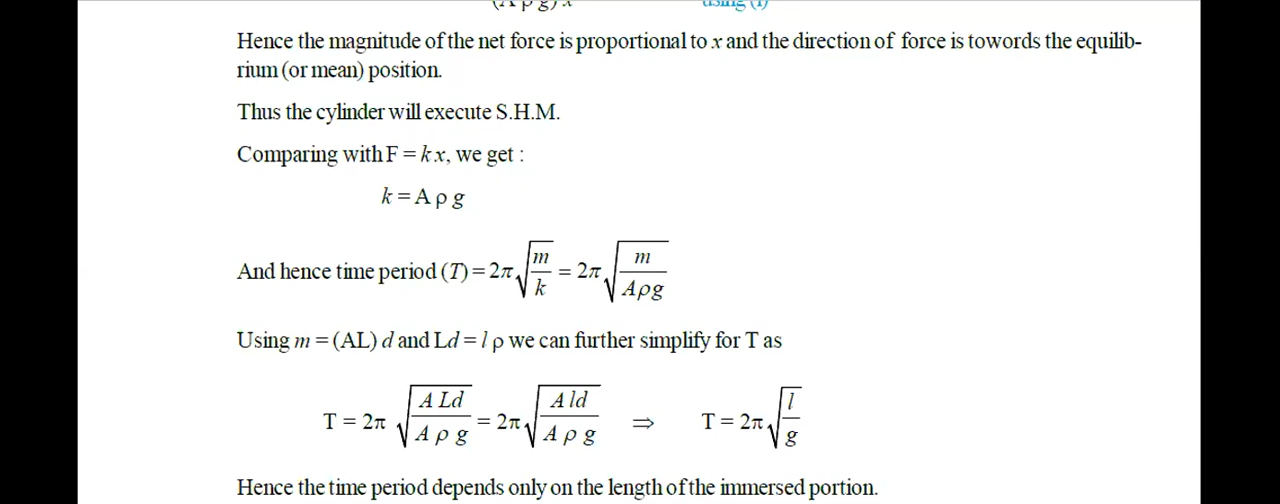 (A ρ g) x using (i)
Hence the magnitude of the net force is proportional to x and the direction of force is towords the equilib-
rium (or mean) position.
Thus the cylinder will execute S.H.M.
Comparing with F = k x, we get :
k = A ρ g
And hence time period (T) = 2π√(m/k) = 2π√(m/(Aρg))
Using m = (AL) d and Ld = l ρ we can further simplify for T as
T = 2π √(A Ld/(A ρ g)) = 2π√(A ld/(A ρ g)) ⇒ T = 2π√(l/g)
Hence the time period depends only on the length of the immersed portion.